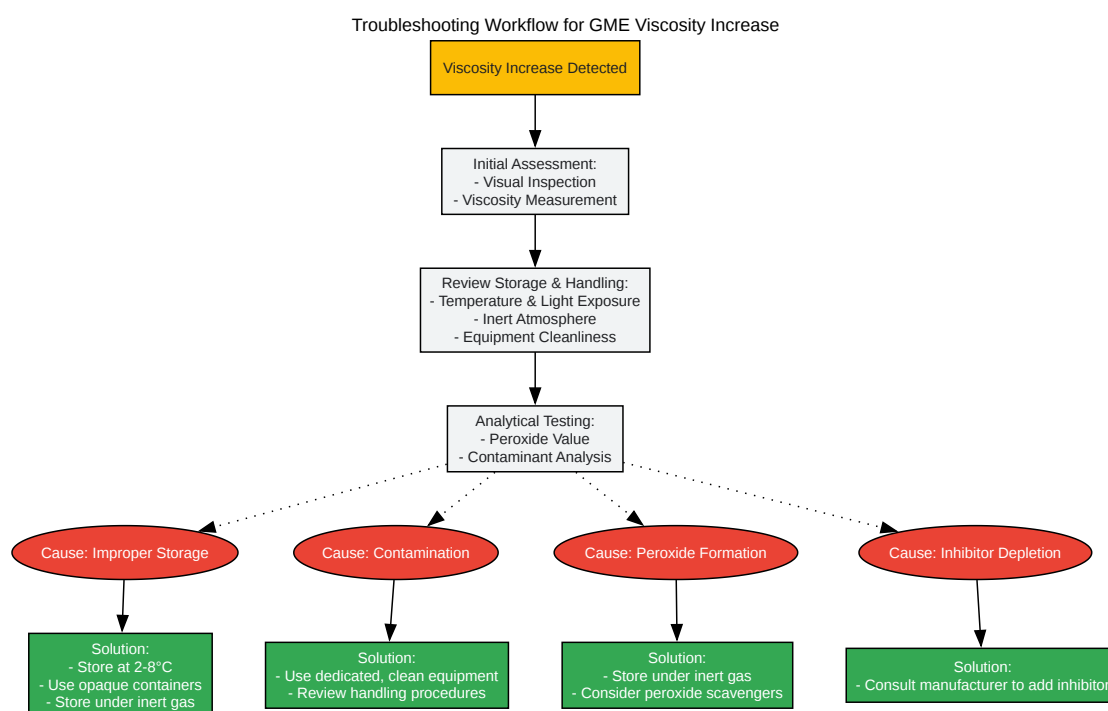 Troubleshooting Workflow for GME Viscosity Increase
Viscosity Increase Detected
Initial Assessment:
- Visual Inspection
- Viscosity Measurement
Review Storage & Handling:
- Temperature & Light Exposure
- Inert Atmosphere
- Equipment Cleanliness
Analytical Testing:
- Peroxide Value
- Contaminant Analysis
Cause: Improper Storage
Cause: Contamination
Cause: Peroxide Formation
Cause: Inhibitor Depletion
Solution:
- Store at 2-8°C
- Use opaque containers
- Store under inert gas
Solution:
- Use dedicated, clean equipment
- Review handling procedures
Solution:
- Store under inert gas
- Consider peroxide scavengers
Solution:
- Consult manufacturer to add inhibitor